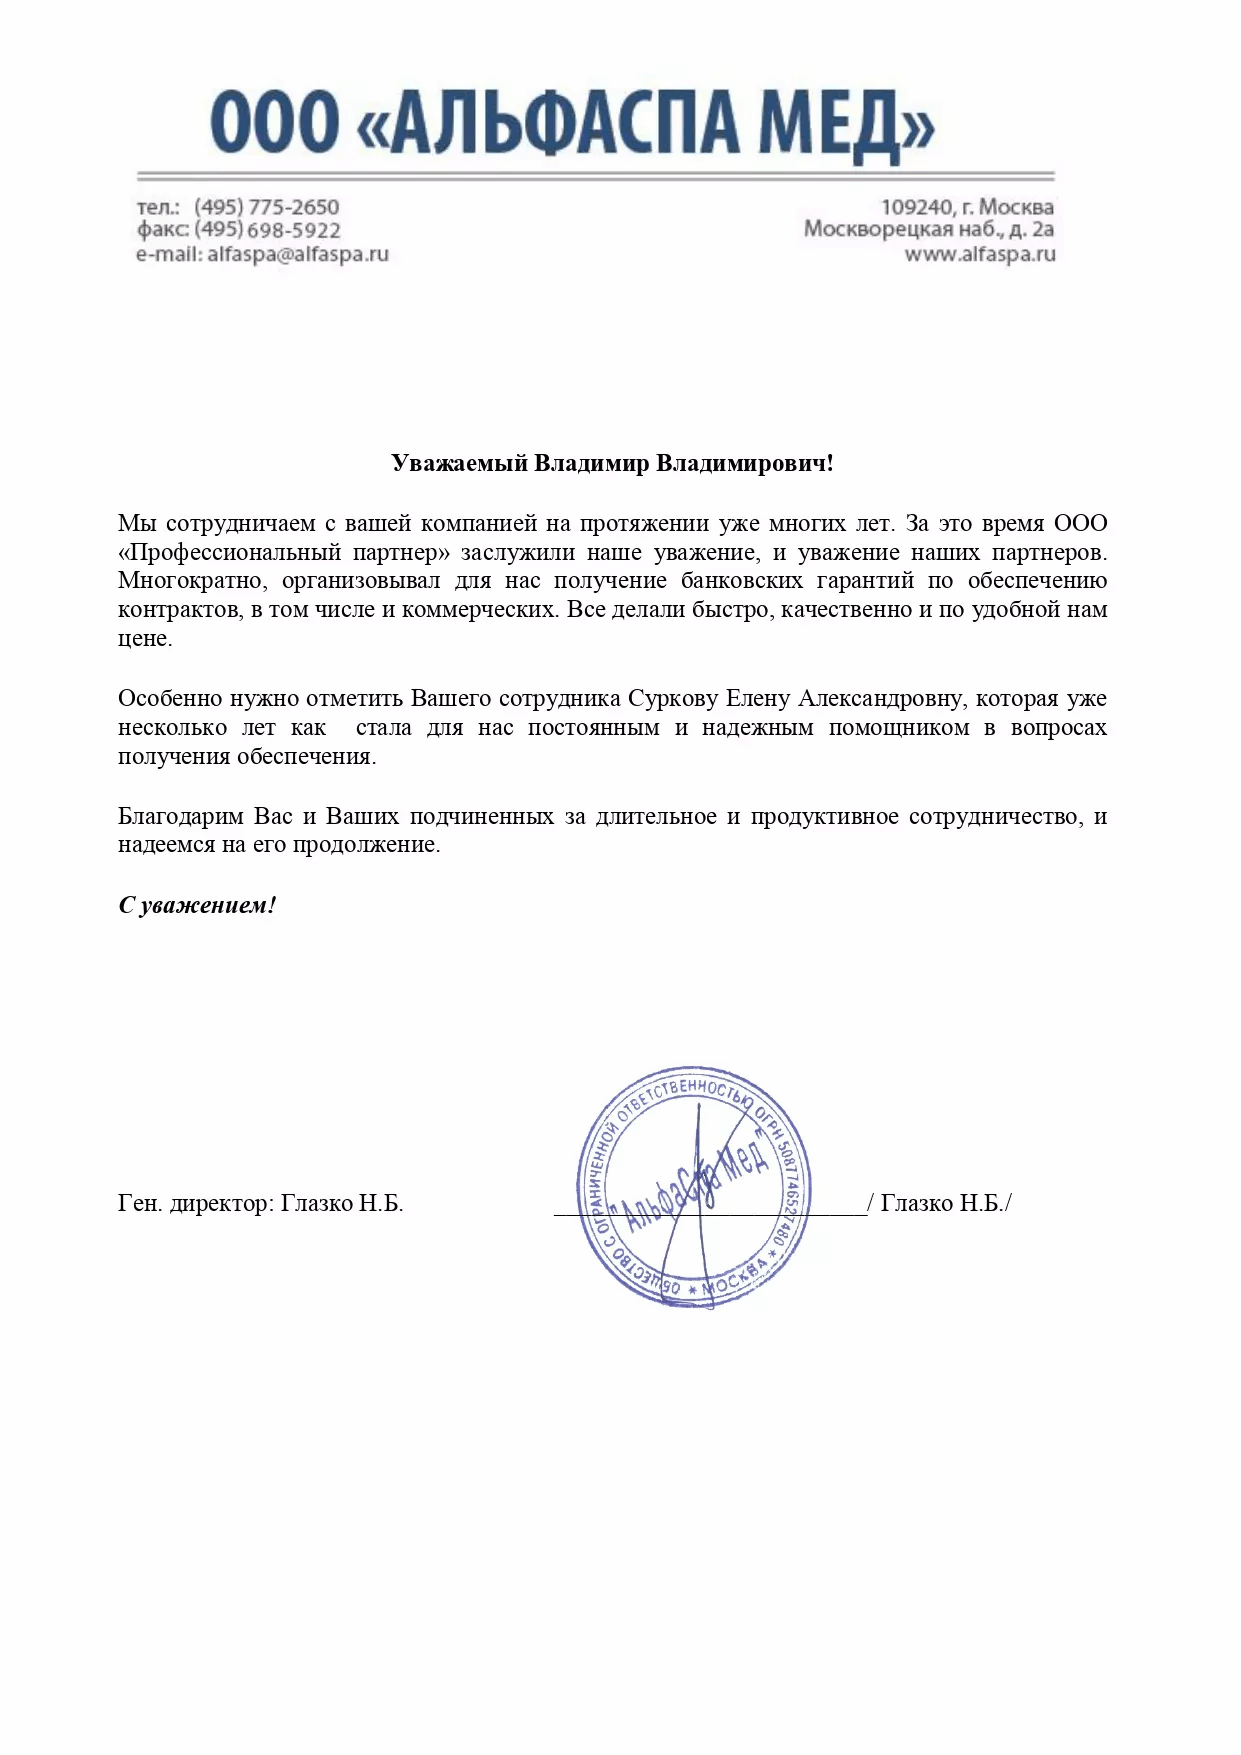 ООО «АЛЬФАСПА МЕД»
тел.: (495) 775-2650
факс: (495) 698-5922
e-mail: alfaspa@alfaspa.ru
109240, г. Москва
Москворецкая наб., д. 2а
www.alfaspa.ru
Уважаемый Владимир Владимирович!
Мы сотрудничаем с вашей компанией на протяжении уже многих лет. За это время ООО
«Профессиональный партнер» заслужили наше уважение, и уважение наших партнеров.
Многократно, организовывал для нас получение банковских гарантий по обеспечению
контрактов, в том числе и коммерческих. Все делали быстро, качественно и по удобной нам
цене.
Особенно нужно отметить Вашего сотрудника Суркову Елену Александровну, которая уже
несколько лет как стала для нас постоянным и надежным помощником в вопросах
получения обеспечения.
Благодарим Вас и Ваших подчиненных за длительное и продуктивное сотрудничество, и
надеемся на его продолжение.
С уважением!
Ген. директор: Глазко Н.Б. / Глазко Н.Б./
ОБЩЕСТВО С ОГРАНИЧЕННОЙ ОТВЕТСТВЕННОСТЬЮ ОГРН 5087746527480 * МОСКВА *
"АльфаСпа Мед"